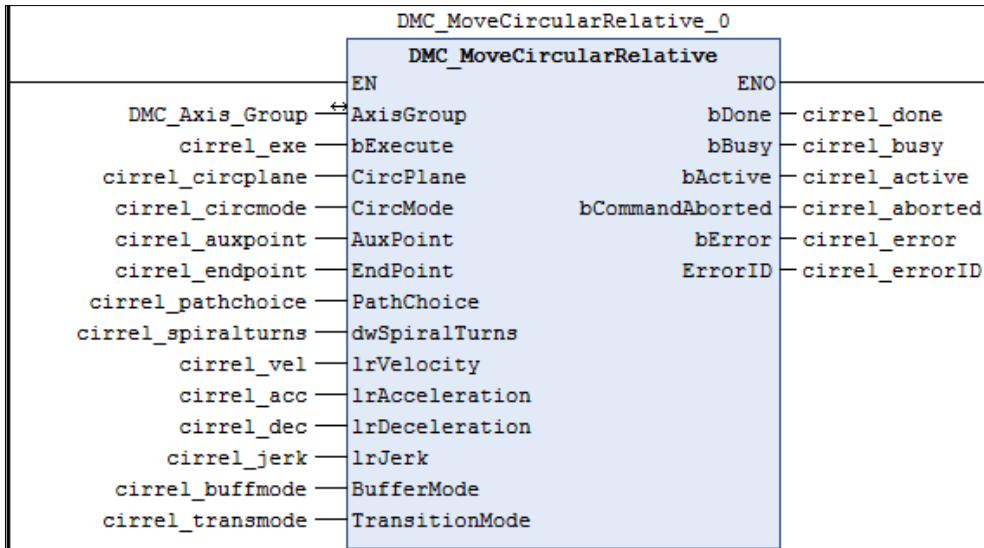 DMC_MoveCircularRelative_0
DMC_MoveCircularRelative
EN ENO
DMC_Axis_Group AxisGroup bDone cirrel_done
cirrel_exe bExecute bBusy cirrel_busy
cirrel_circplane CircPlane bActive cirrel_active
cirrel_circmode CircMode bCommandAborted cirrel_aborted
cirrel_auxpoint AuxPoint bError cirrel_error
cirrel_endpoint EndPoint ErrorID cirrel_errorID
cirrel_pathchoice PathChoice
cirrel_spiralturns dwSpiralTurns
cirrel_vel lrVelocity
cirrel_acc lrAcceleration
cirrel_dec lrDeceleration
cirrel_jerk lrJerk
cirrel_buffmode BufferMode
cirrel_transmode TransitionMode